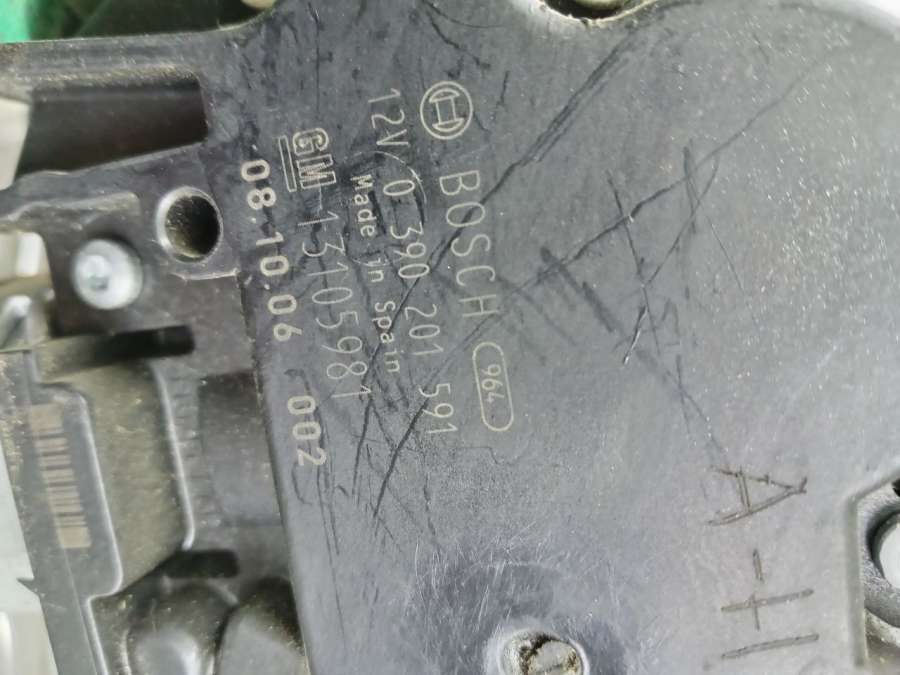 BOSCH 964
12V/0 390 201 591
Made in Spain
GM 13105981
08.10.06 002
A-H